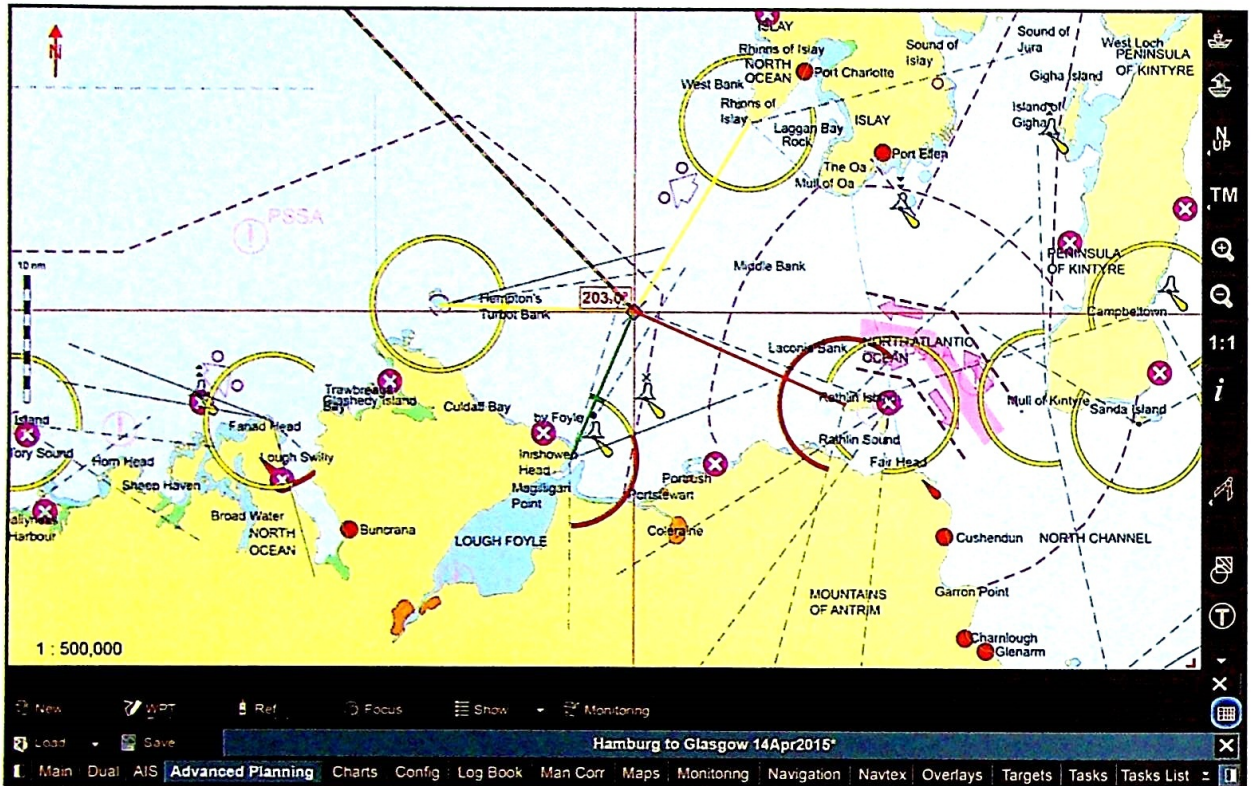 N
ISLAY
Rhinns of Islay
NORTH
OCEAN
Port Charlotte
Sound of
Islay
Sound of
Jura
West Loch
PENINSULA
OF KINTYRE
West Bank
Rhinns of
Islay
Gigha Island
Island of
Gigha
Laggan Bay
Rock
ISLAY
Port Ellen
The Oa
Mull of Oa
N
UP
TM
PSSA
10 nm
Middle Bank
PENINSULA
OF KINTYRE
Hempton's
Turbot Bank
203.0°
Campbeltown
1:1
Laconia Bank
NORTH ATLANTIC
OCEAN
Trawbreaga
Bay
Glashedy Island
Culdaff Bay
by Foyle
Rathlin Island
Mull of Kintyre
Sanda Island
i
Island
Tory Sound
Fanad Head
Horn Head
Lough Swilly
Inishowen
Head
Rathlin Sound
Fair Head
Sheep Haven
Magilligan
Point
Portstewart
Portrush
Harbour
Broad Water
NORTH
OCEAN
Buncrana
LOUGH FOYLE
Coleraine
Cushendun
NORTH CHANNEL
MOUNTAINS
OF ANTRIM
Garron Point
T
Charnlough
Glenarm
1 : 500,000
New
WPT
Ref
Focus
Show
Monitoring
Load
Save
Hamburg to Glasgow 14Apr2015*
Main
Dual
AIS
Advanced Planning
Charts
Config
Log Book
Man Corr
Maps
Monitoring
Navigation
Navtex
Overlays
Targets
Tasks
Tasks List